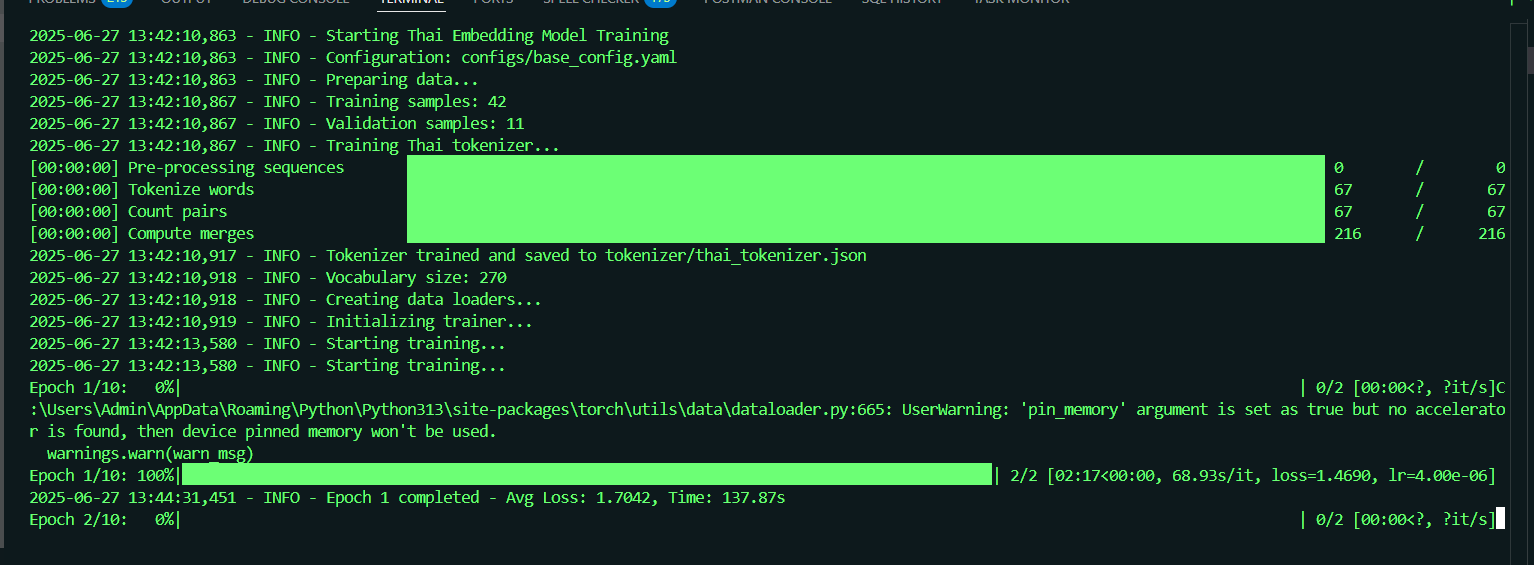 PROBLEMS OUTPUT DEBUG CONSOLE TERMINAL PORTS SPELL CHECKER POSTMAN CONSOLE SQL HISTORY TASK MONITOR
2025-06-27 13:42:10,863 - INFO - Starting Thai Embedding Model Training
2025-06-27 13:42:10,863 - INFO - Configuration: configs/base_config.yaml
2025-06-27 13:42:10,863 - INFO - Preparing data...
2025-06-27 13:42:10,867 - INFO - Training samples: 42
2025-06-27 13:42:10,867 - INFO - Validation samples: 11
2025-06-27 13:42:10,867 - INFO - Training Thai tokenizer...
[00:00:00] Pre-processing sequences 0 / 0
[00:00:00] Tokenize words 67 / 67
[00:00:00] Count pairs 67 / 67
[00:00:00] Compute merges 216 / 216
2025-06-27 13:42:10,917 - INFO - Tokenizer trained and saved to tokenizer/thai_tokenizer.json
2025-06-27 13:42:10,918 - INFO - Vocabulary size: 270
2025-06-27 13:42:10,918 - INFO - Creating data loaders...
2025-06-27 13:42:10,919 - INFO - Initializing trainer...
2025-06-27 13:42:13,580 - INFO - Starting training...
2025-06-27 13:42:13,580 - INFO - Starting training...
Epoch 1/10: 0%| | 0/2 [00:00<?, ?it/s]C
:\Users\Admin\AppData\Roaming\Python\Python313\site-packages\torch\utils\data\dataloader.py:665: UserWarning: 'pin_memory' argument is set as true but no accelerato
r is found, then device pinned memory won't be used.
warnings.warn(warn_msg)
Epoch 1/10: 100%| | 2/2 [02:17<00:00, 68.93s/it, loss=1.4690, lr=4.00e-06]
2025-06-27 13:44:31,451 - INFO - Epoch 1 completed - Avg Loss: 1.7042, Time: 137.87s
Epoch 2/10: 0%| | 0/2 [00:00<?, ?it/s]